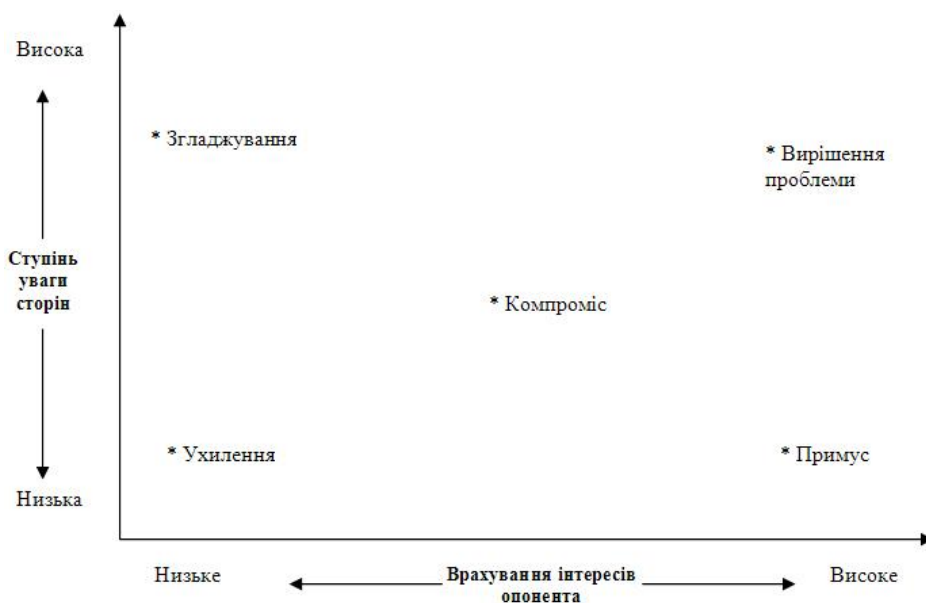 Висока
* Згладжування
* Вирішення
проблеми
Ступінь
уваги
сторін
* Компроміс
* Ухилення
* Примус
Низька
Низьке
Врахування інтересів
опонента
Високе